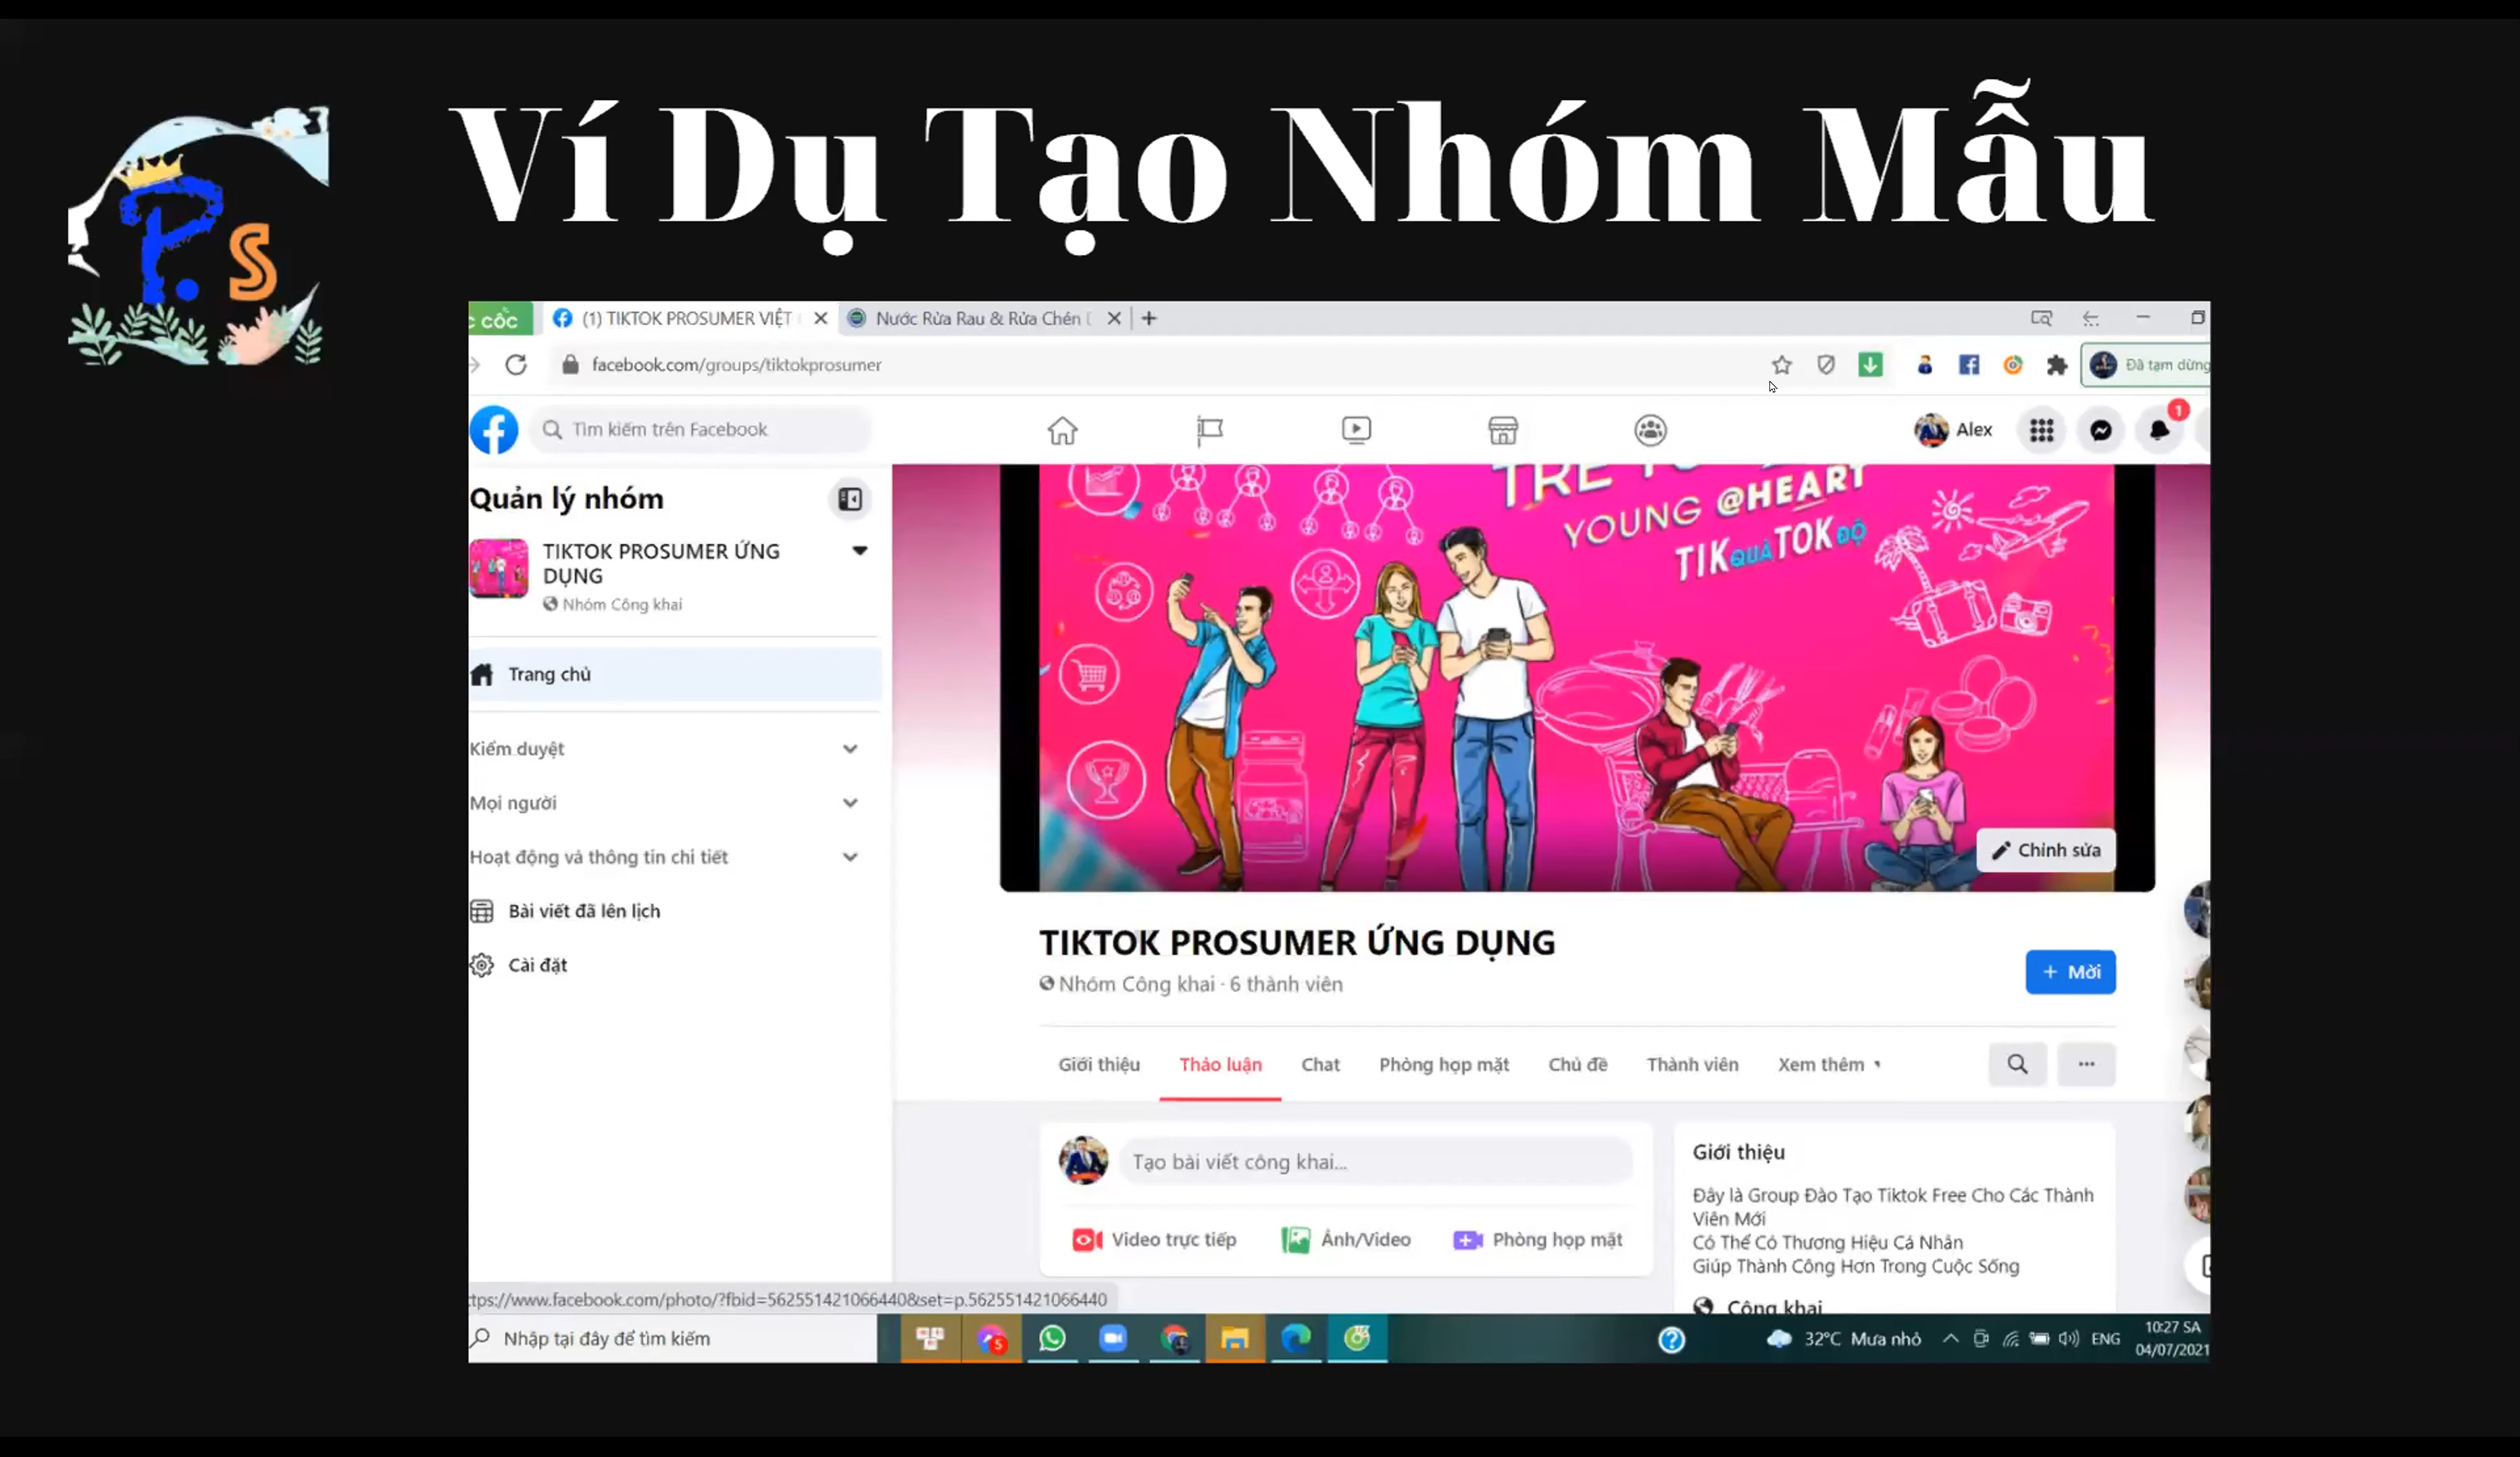 Ví Dụ Tạo Nhóm Mẫu
P.S
cốc
(1) TIKTOK PROSUMER VIỆT
Nước Rửa Rau & Rửa Chén
facebook.com/groups/tiktokprosumer
Đã tạm dừng
Tìm kiếm trên Facebook
Alex
1
Quản lý nhóm
TIKTOK PROSUMER ỨNG
DỤNG
Nhóm Công khai
Trang chủ
Kiểm duyệt
Mọi người
Hoạt động và thông tin chi tiết
Bài viết đã lên lịch
Cài đặt
YOUNG @HEART
TIK QUÀ TOK ĐỘ
Chỉnh sửa
TIKTOK PROSUMER ỨNG DỤNG
Nhóm Công khai · 6 thành viên
+ Mời
Giới thiệu
Thảo luận
Chat
Phòng họp mặt
Chủ đề
Thành viên
Xem thêm
Tạo bài viết công khai...
Video trực tiếp
Ảnh/Video
Phòng họp mặt
Giới thiệu
Đây là Group Đào Tạo Tiktok Free Cho Các Thành
Viên Mới
Có Thể Có Thương Hiệu Cá Nhân
Giúp Thành Công Hơn Trong Cuộc Sống
Công khai
tps://www.facebook.com/photo/?fbid=562551421066440&set=p.562551421066440
Nhập tại đây để tìm kiếm
32°C Mưa nhỏ
ENG
10:27 SA
04/07/2021